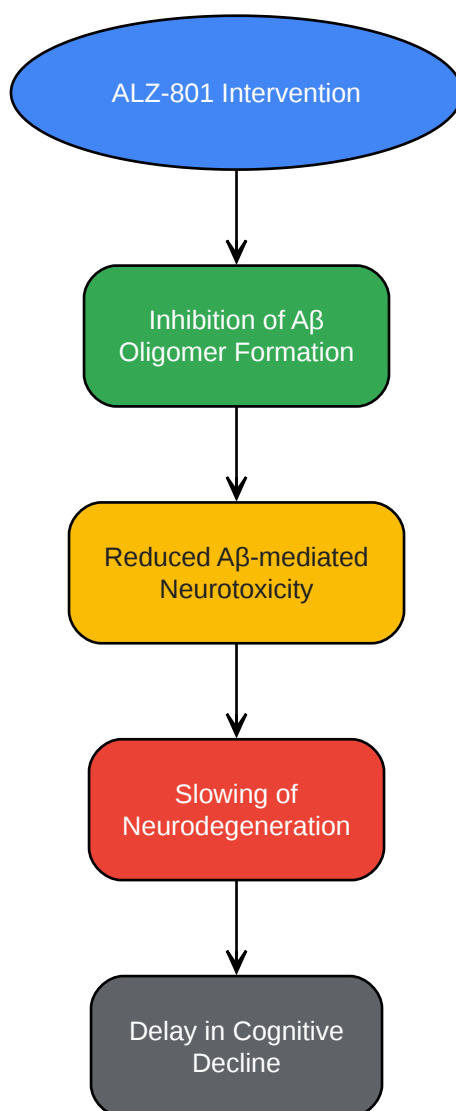 ALZ-801 Intervention
Inhibition of Aβ
Oligomer Formation
Reduced Aβ-mediated
Neurotoxicity
Slowing of
Neurodegeneration
Delay in Cognitive
Decline